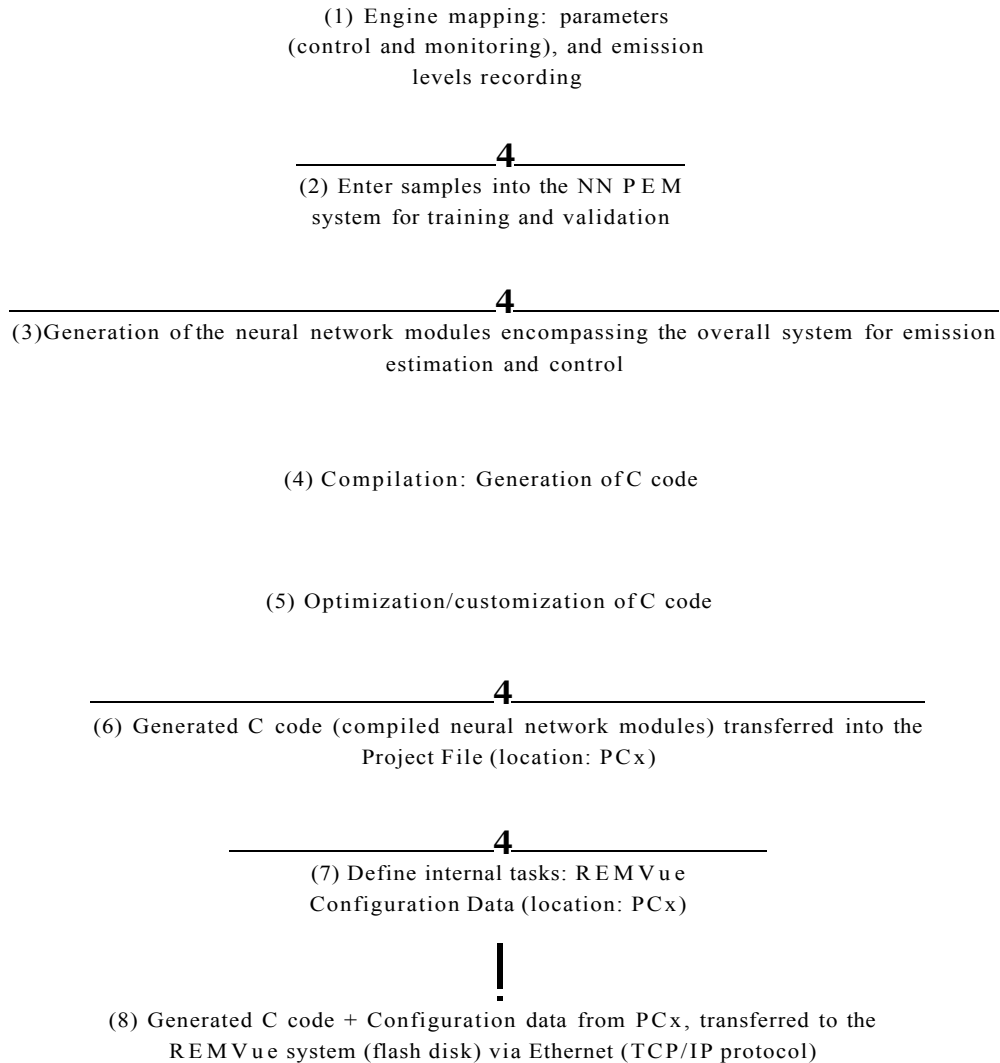 (1) Engine mapping: parameters
(control and monitoring), and emission
levels recording
4
(2) Enter samples into the NN PEM
system for training and validation
4
(3)Generation of the neural network modules encompassing the overall system for emission
estimation and control
(4) Compilation: Generation of C code
(5) Optimization/customization of C code
4
(6) Generated C code (compiled neural network modules) transferred into the
Project File (location: PCx)
4
(7) Define internal tasks: REMVue
Configuration Data (location: PCx)
!
(8) Generated C code + Configuration data from PCx, transferred to the
REMVue system (flash disk) via Ethernet (TCP/IP protocol)